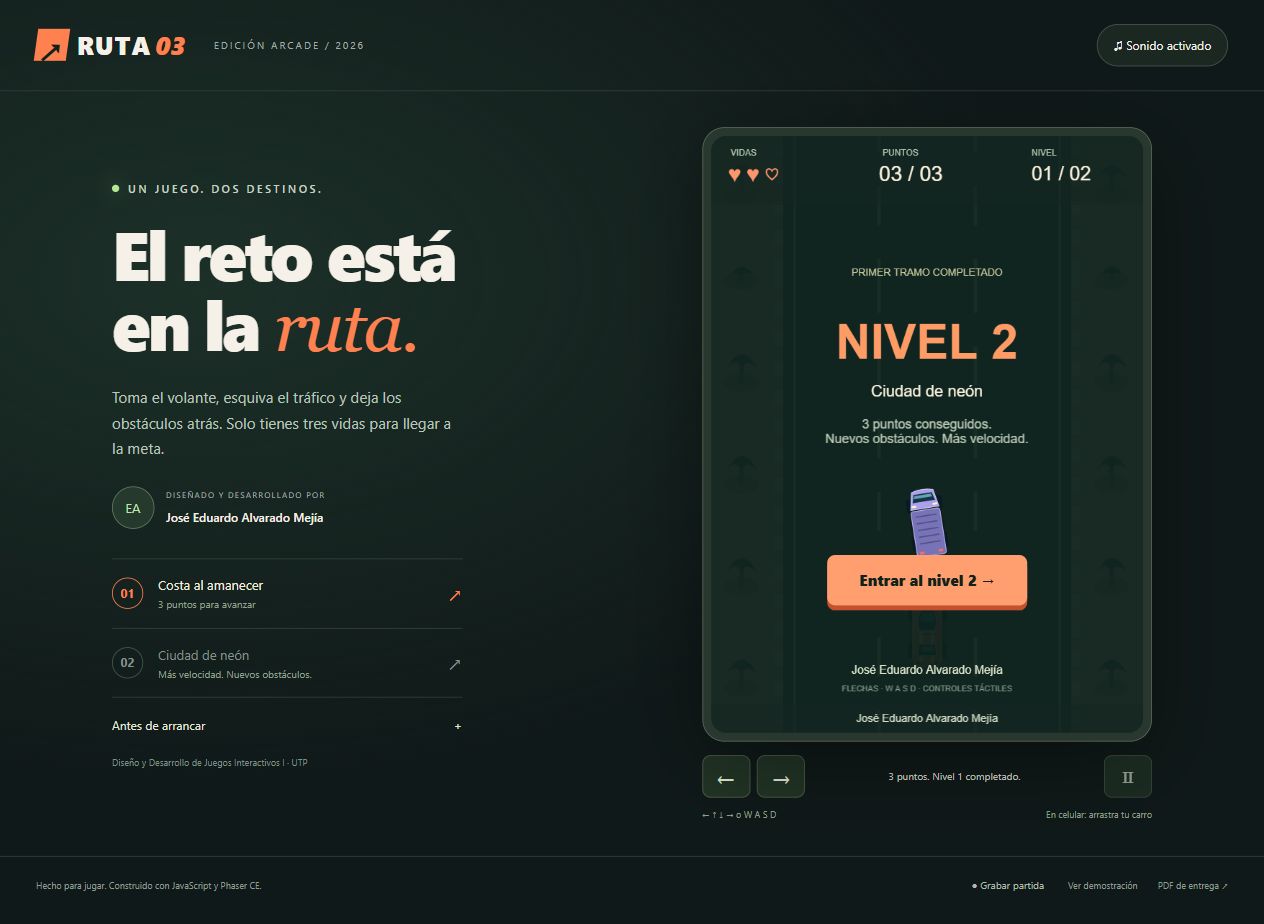 RUTA 03
EDICIÓN ARCADE / 2026
♫ Sonido activado
UN JUEGO. DOS DESTINOS.
El reto está
en la ruta.
Toma el volante, esquiva el tráfico y deja los
obstáculos atrás. Solo tienes tres vidas para llegar a
la meta.
EA
DISEÑADO Y DESARROLLADO POR
José Eduardo Alvarado Mejía
01
Costa al amanecer
↗
3 puntos para avanzar
02
Ciudad de neón
↗
Más velocidad. Nuevos obstáculos.
Antes de arrancar
+
Diseño y Desarrollo de Juegos Interactivos I · UTP
VIDAS
PUNTOS
NIVEL
♥ ♥ ♡
03 / 03
01 / 02
PRIMER TRAMO COMPLETADO
NIVEL 2
Ciudad de neón
3 puntos conseguidos.
Nuevos obstáculos. Más velocidad.
Entrar al nivel 2 →
José Eduardo Alvarado Mejía
FLECHAS · W A S D · CONTROLES TÁCTILES
José Eduardo Alvarado Mejía
←
→
3 puntos. Nivel 1 completado.
Ⅱ
← ↑ ↓ → o W A S D
En celular: arrastra tu carro
Hecho para jugar. Construido con JavaScript y Phaser CE.
● Grabar partida
Ver demostración
PDF de entrega ↗